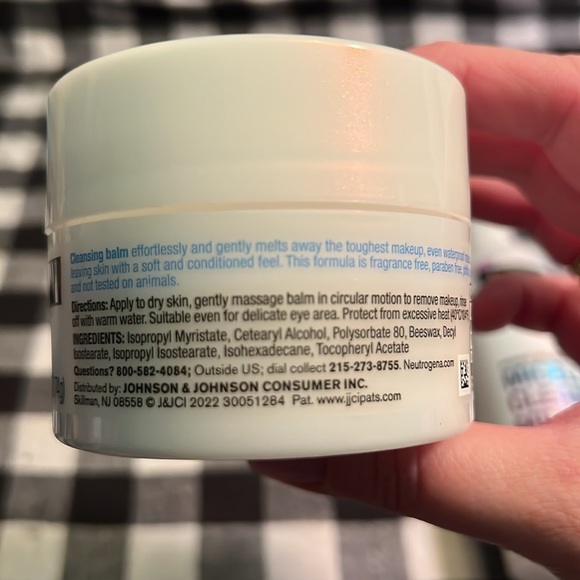 Cleansing balm effortlessly and gently melts away the toughest makeup, even waterproof
leaving skin with a soft and conditioned feel. This formula is fragrance free, paraben free,
and not tested on animals.
Directions: Apply to dry skin, gently massage balm in circular motion to remove makeup, rinse
off with warm water. Suitable even for delicate eye area. Protect from excessive heat
INGREDIENTS: Isopropyl Myristate, Cetearyl Alcohol, Polysorbate 80, Beeswax, Decyl
Isostearate, Isopropyl Isostearate, Isohexadecane, Tocopheryl Acetate
Questions? 800-582-4084; Outside US; dial collect 215-273-8755. Neutrogena.com
Distributed by: JOHNSON & JOHNSON CONSUMER INC.
Skillman, NJ 08558 © J&JCI 2022 30051284 Pat. www.jjcipats.com